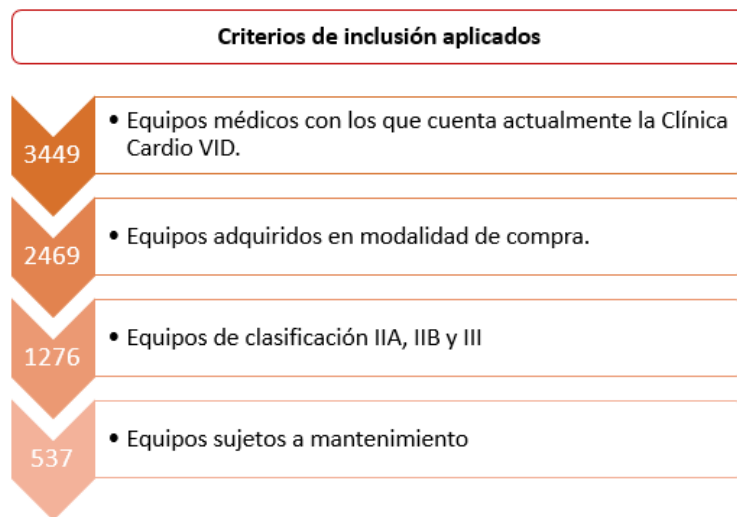 Criterios de inclusión aplicados
3449
• Equipos médicos con los que cuenta actualmente la Clínica
Cardio VID.
2469
• Equipos adquiridos en modalidad de compra.
1276
• Equipos de clasificación IIA, IIB y III
537
• Equipos sujetos a mantenimiento